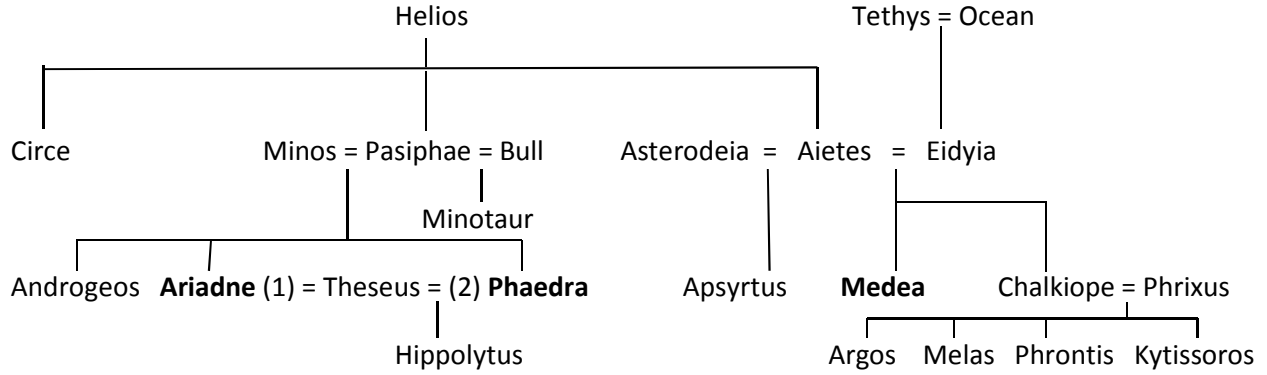 Helios Tethys = Ocean
Circe Minos = Pasiphae = Bull Asterodeia = Aietes = Eidyia
Minotaur
Androgeos Ariadne (1) = Theseus = (2) Phaedra Apsyrtus Medea Chalkiope = Phrixus
Hippolytus Argos Melas Phrontis Kytissoros